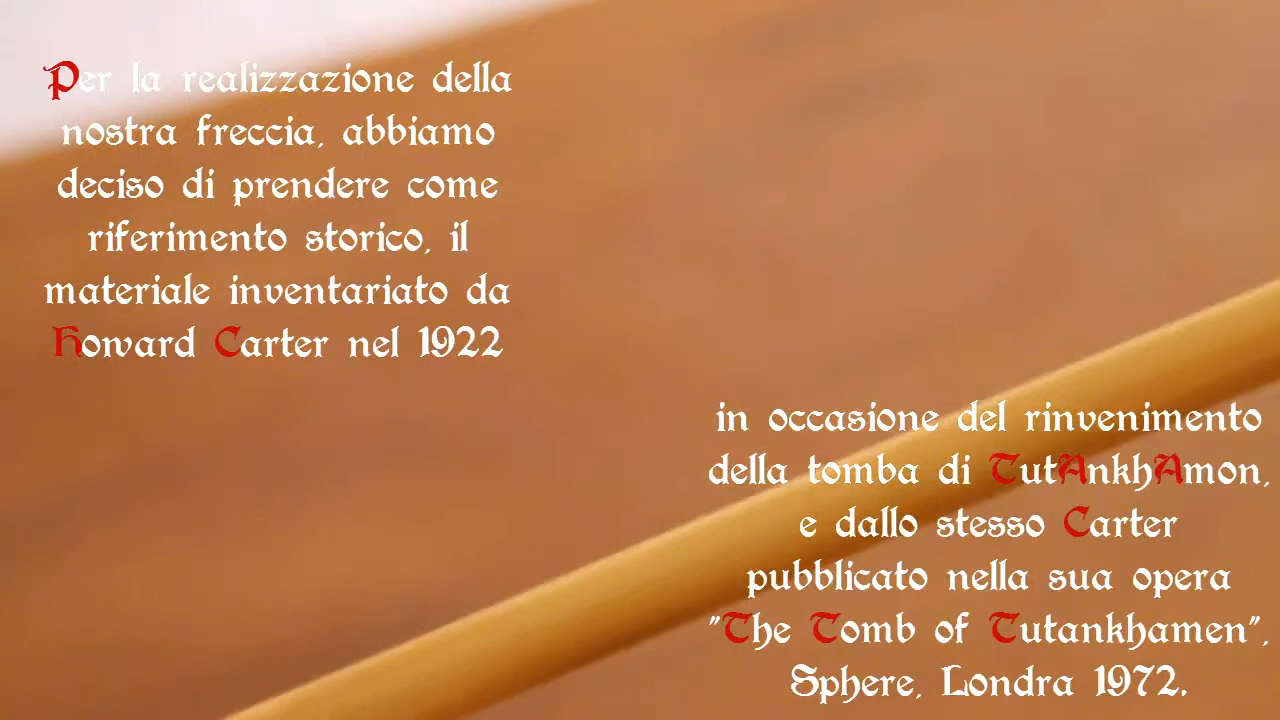 Per la realizzazione della
nostra freccia, abbiamo
deciso di prendere come
riferimento storico, il
materiale inventariato da
Howard Carter nel 1922
in occasione del rinvenimento
della tomba di TutAnkhAmon,
e dallo stesso Carter
pubblicato nella sua opera
"The Tomb of Tutankhamen",
Sphere, Londra 1972.